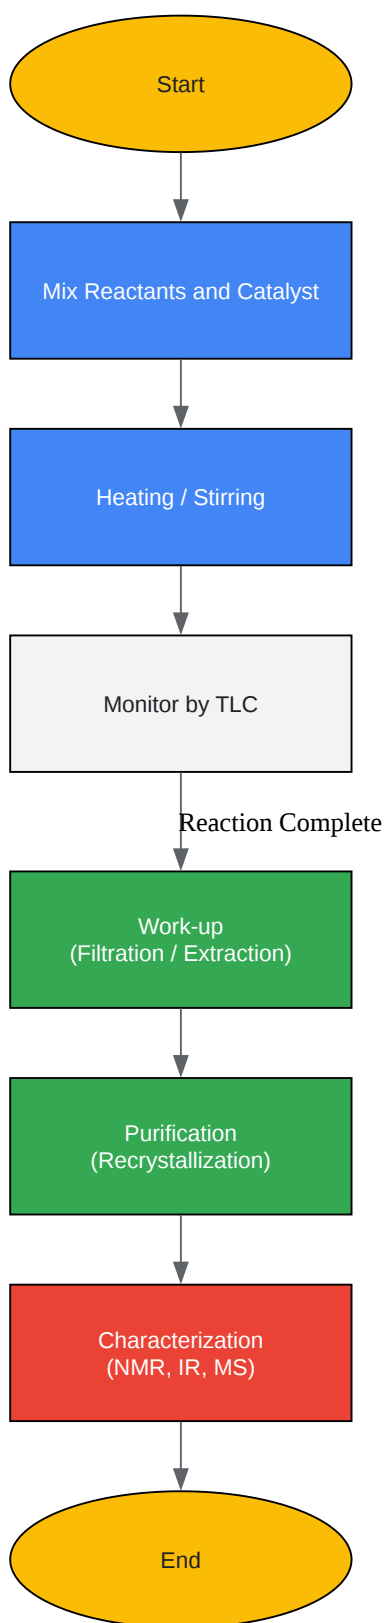 Start
Mix Reactants and Catalyst
Heating / Stirring
Monitor by TLC
Reaction Complete
Work-up
(Filtration / Extraction)
Purification
(Recrystallization)
Characterization
(NMR, IR, MS)
End